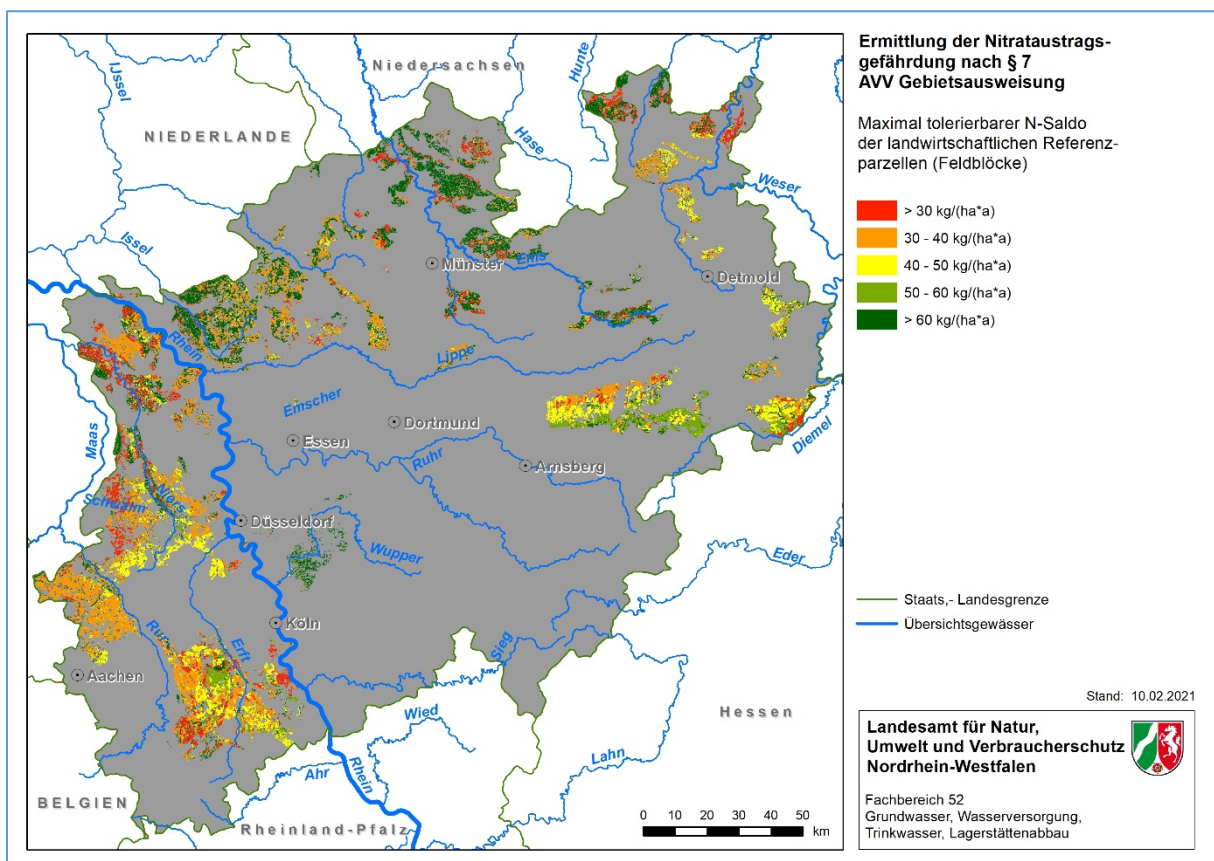 Ermittlung der Nitrataustrags-
gefährdung nach § 7
AVV Gebietsausweisung
Maximal tolerierbarer N-Saldo
der landwirtschaftlichen Referenz-
parzellen (Feldblöcke)
> 30 kg/(ha*a)
30 - 40 kg/(ha*a)
40 - 50 kg/(ha*a)
50 - 60 kg/(ha*a)
> 60 kg/(ha*a)
Staats,- Landesgrenze
Übersichtsgewässer
Stand: 10.02.2021
Landesamt für Natur,
Umwelt und Verbraucherschutz
Nordrhein-Westfalen
Fachbereich 52
Grundwasser, Wasserversorgung,
Trinkwasser, Lagerstättenabbau
IJssel
Niedersachsen
Hunte
NIEDERLANDE
Hase
Weser
Issel
Münster
Ems
Detmold
Rhein
Lippe
Emscher
Dortmund
Essen
Maas
Ruhr
Arnsberg
Diemel
Schwalm
Niers
Düsseldorf
Wupper
Eder
Köln
Rur
Erft
Sieg
Aachen
Wied
Hessen
Lahn
Ahr
Rhein
BELGIEN
Rheinland-Pfalz
0 10 20 30 40 50
km